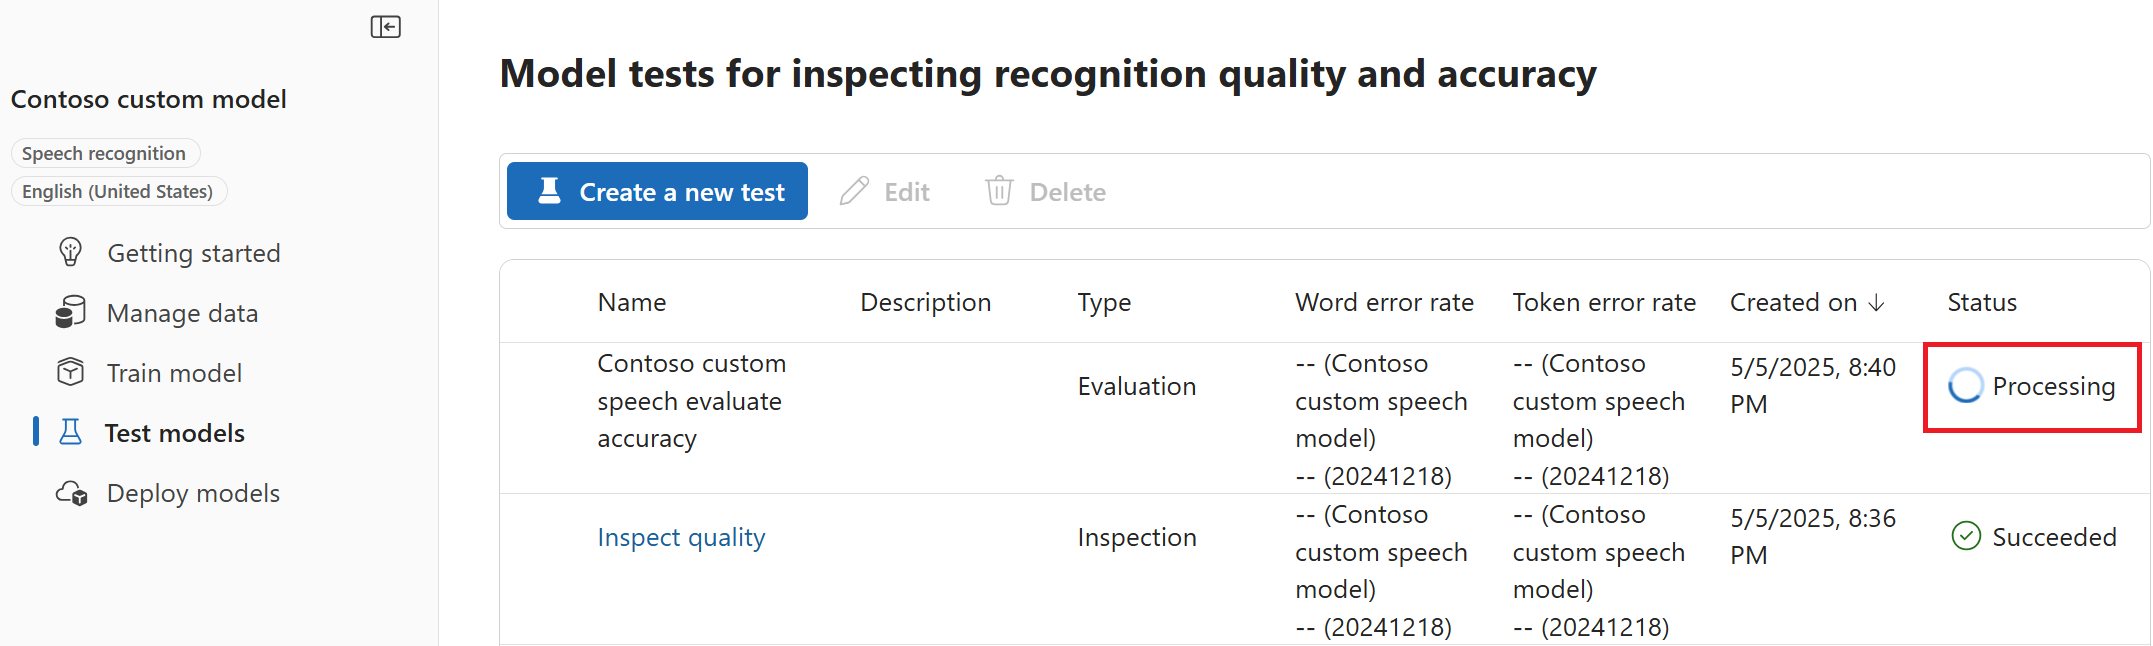 Contoso custom model
Speech recognition
English (United States)
Getting started
Manage data
Train model
Test models
Deploy models
Model tests for inspecting recognition quality and accuracy
Create a new test Edit Delete
Name Description Type Word error rate Token error rate Created on ↓ Status
Contoso custom
speech evaluate
accuracy
Evaluation
-- (Contoso
custom speech
model)
-- (20241218)
-- (Contoso
custom speech
model)
-- (20241218)
5/5/2025, 8:40
PM
Processing
Inspect quality
Inspection
-- (Contoso
custom speech
model)
-- (20241218)
-- (Contoso
custom speech
model)
-- (20241218)
5/5/2025, 8:36
PM
Succeeded